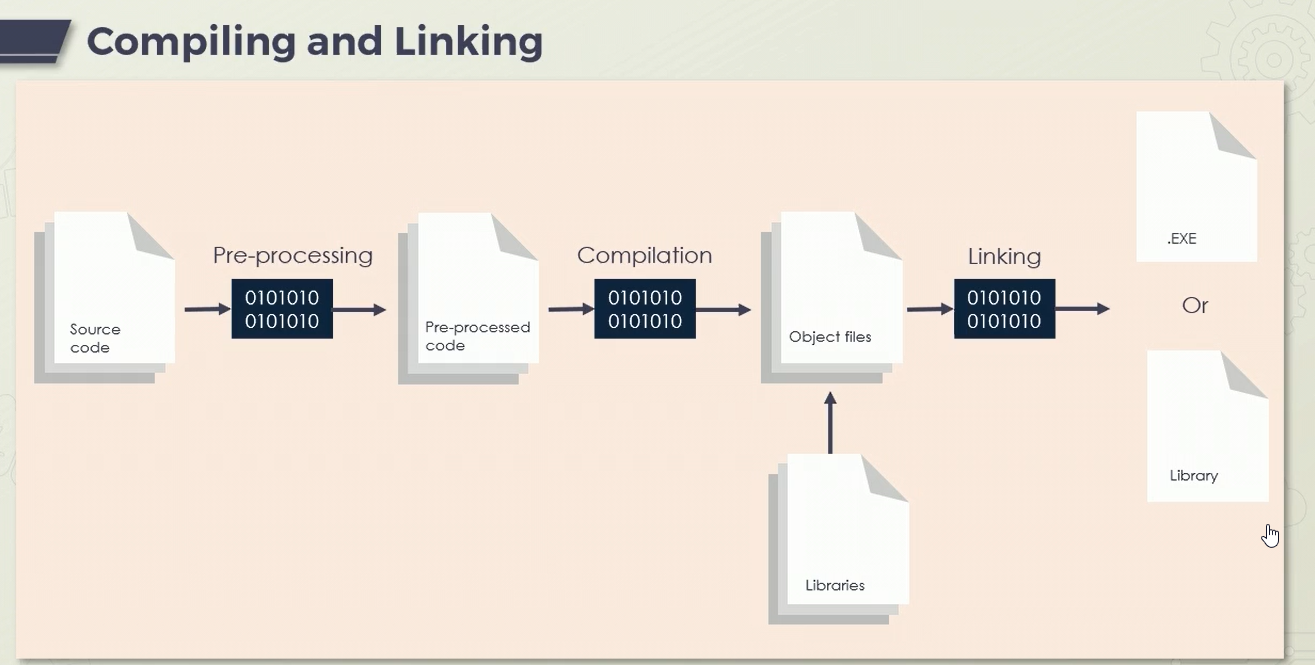 Compiling and Linking
Source
code
Pre-processing
0101010
0101010
Pre-processed
code
Compilation
0101010
0101010
Object files
Linking
0101010
0101010
.EXE
Or
Library
Libraries